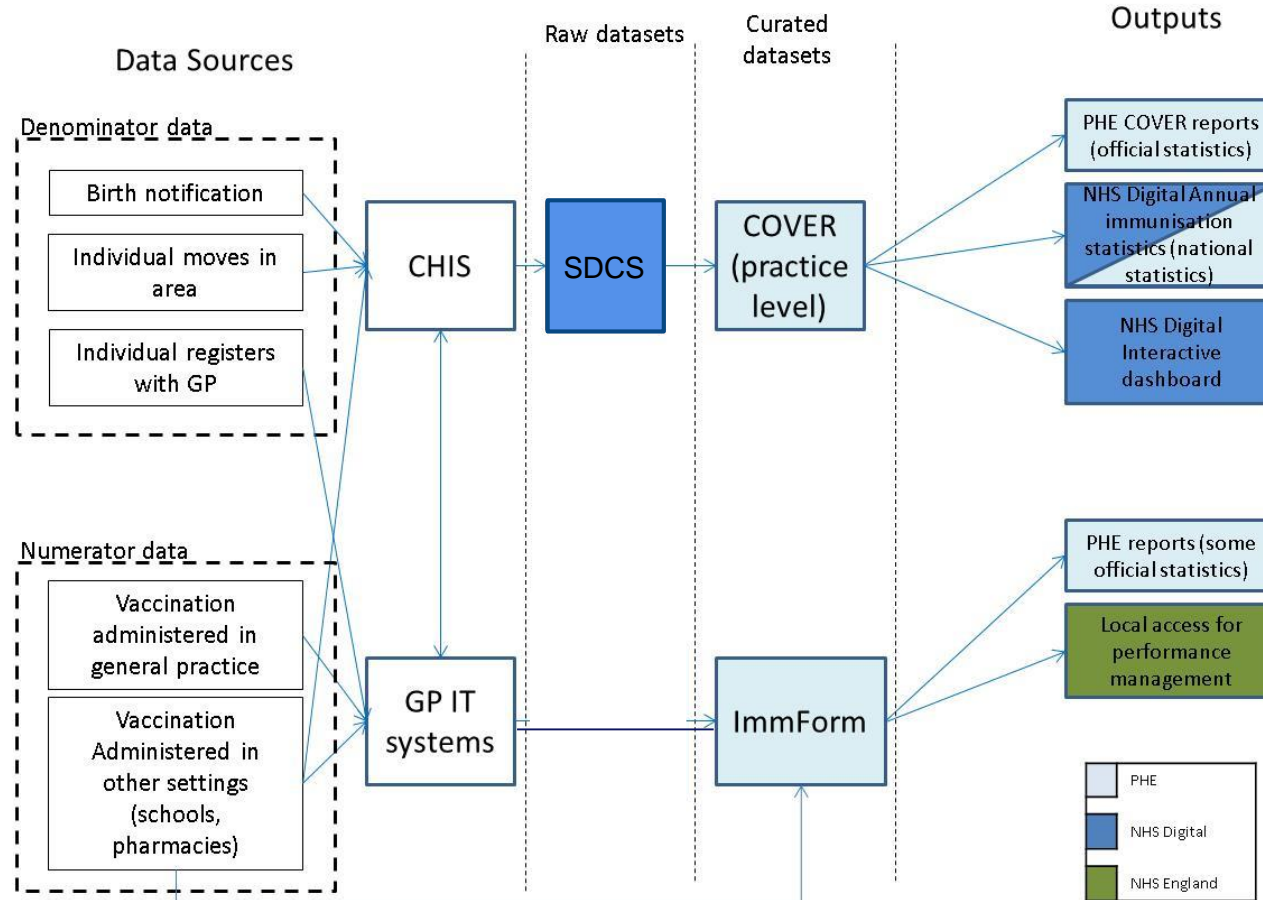 Data Sources
Raw datasets
Curated
datasets
Outputs
Denominator data
Birth notification
Individual moves in
area
Individual registers
with GP
CHIS
SDCS
COVER
(practice
level)
PHE COVER reports
(official statistics)
NHS Digital Annual
immunisation
statistics (national
statistics)
NHS Digital
Interactive
dashboard
Numerator data
Vaccination
administered in
general practice
Vaccination
Administered in
other settings
(schools,
pharmacies)
GP IT
systems
ImmForm
PHE reports (some
official statistics)
Local access for
performance
management
PHE
NHS Digital
NHS England